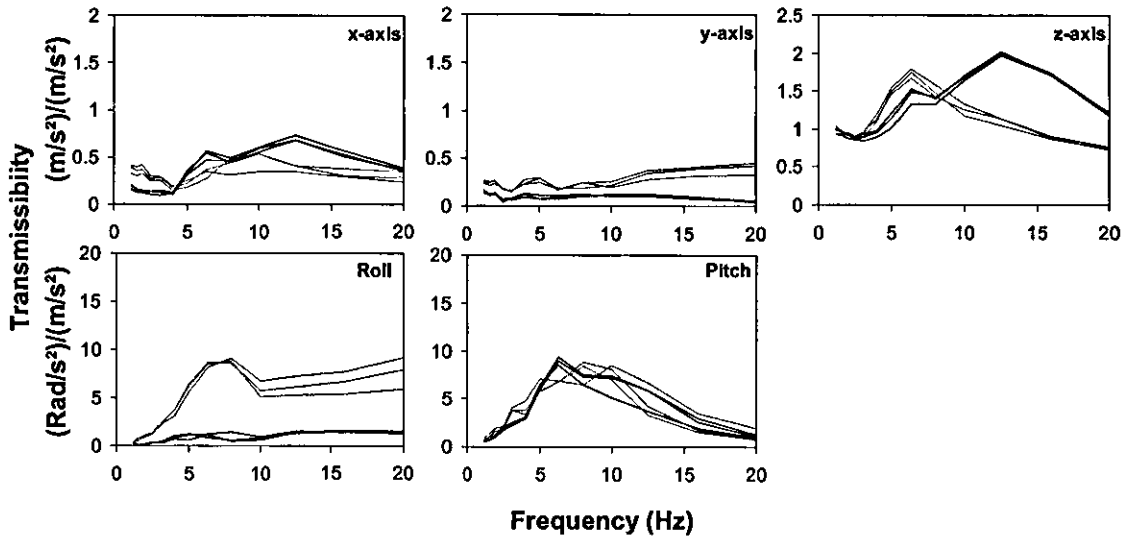 2 2 2.5
x-axis y-axis z-axis
1.5 1.5 2
1 1 1.5
0.5 0.5 1
0.5
0 0 0
0 5 10 15 20 0 5 10 15 20 0 5 10 15 20
20 20
Roll Pitch
15 15
10 10
5 5
0 0
0 5 10 15 20 0 5 10 15 20
Transmissibiity
(m/s²)/(m/s²)
(Rad/s²)/(m/s²)
Frequency (Hz)